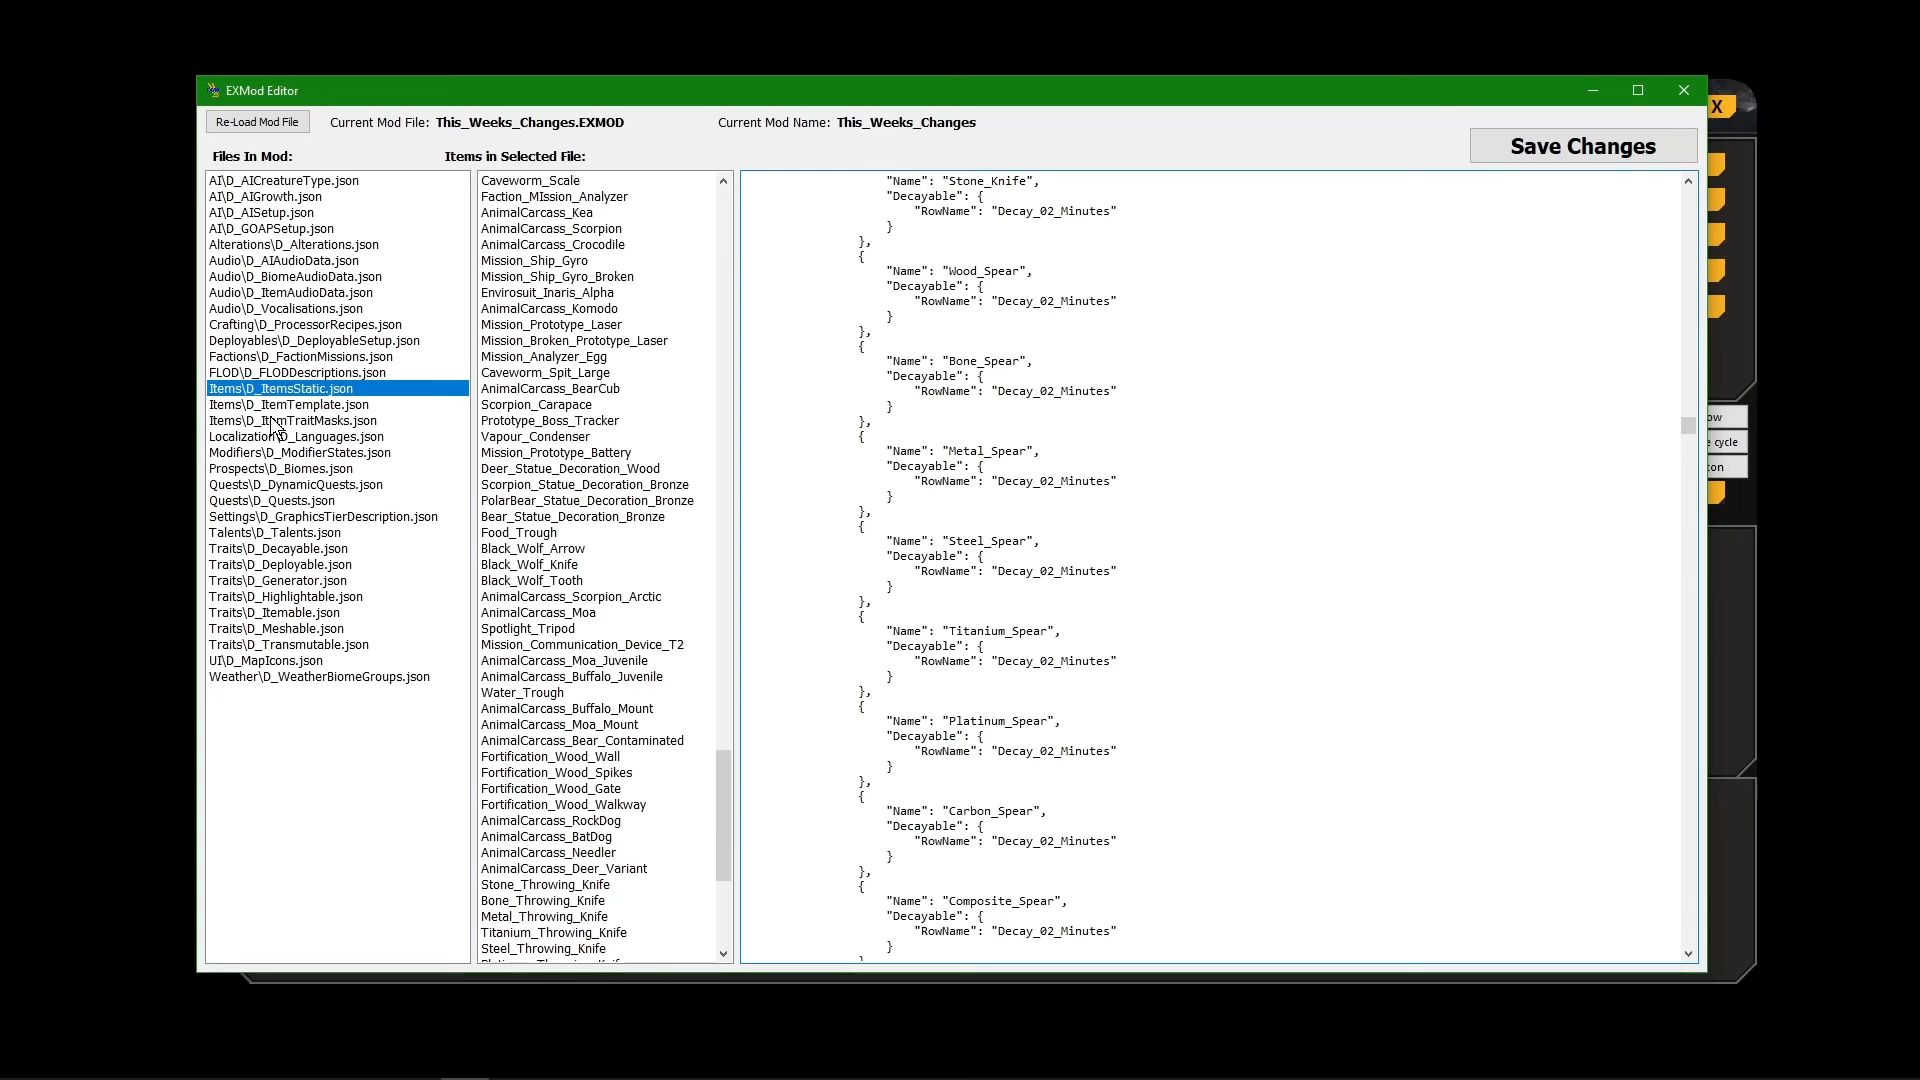 EXMod Editor
X
Re-Load Mod File
Current Mod File: This_Weeks_Changes.EXMOD
Current Mod Name: This_Weeks_Changes
Save Changes
Files In Mod:
Items in Selected File:
AI\D_AICreatureType.json
AI\D_AIGrowth.json
AI\D_AISetup.json
AI\D_GOAPSetup.json
Alterations\D_Alterations.json
Audio\D_AIAudioData.json
Audio\D_BiomeAudioData.json
Audio\D_ItemAudioData.json
Audio\D_Vocalisations.json
Crafting\D_ProcessorRecipes.json
Deployables\D_DeployableSetup.json
Factions\D_FactionMissions.json
FLOD\D_FLODDescriptions.json
Items\D_ItemsStatic.json
Items\D_ItemTemplate.json
Items\D_ItemTraitMasks.json
Localization\D_Languages.json
Modifiers\D_ModifierStates.json
Prospects\D_Biomes.json
Quests\D_DynamicQuests.json
Quests\D_Quests.json
Settings\D_GraphicsTierDescription.json
Talents\D_Talents.json
Traits\D_Decayable.json
Traits\D_Deployable.json
Traits\D_Generator.json
Traits\D_Highlightable.json
Traits\D_Itemable.json
Traits\D_Meshable.json
Traits\D_Transmutable.json
UI\D_MapIcons.json
Weather\D_WeatherBiomeGroups.json
Caveworm_Scale
Faction_MIssion_Analyzer
AnimalCarcass_Kea
AnimalCarcass_Scorpion
AnimalCarcass_Crocodile
Mission_Ship_Gyro
Mission_Ship_Gyro_Broken
Envirosuit_Inaris_Alpha
AnimalCarcass_Komodo
Mission_Prototype_Laser
Mission_Broken_Prototype_Laser
Mission_Analyzer_Egg
Caveworm_Spit_Large
AnimalCarcass_BearCub
Scorpion_Carapace
Prototype_Boss_Tracker
Vapour_Condenser
Mission_Prototype_Battery
Deer_Statue_Decoration_Wood
Scorpion_Statue_Decoration_Bronze
PolarBear_Statue_Decoration_Bronze
Bear_Statue_Decoration_Bronze
Food_Trough
Black_Wolf_Arrow
Black_Wolf_Knife
Black_Wolf_Tooth
AnimalCarcass_Scorpion_Arctic
AnimalCarcass_Moa
Spotlight_Tripod
Mission_Communication_Device_T2
AnimalCarcass_Moa_Juvenile
AnimalCarcass_Buffalo_Juvenile
Water_Trough
AnimalCarcass_Buffalo_Mount
AnimalCarcass_Moa_Mount
AnimalCarcass_Bear_Contaminated
Fortification_Wood_Wall
Fortification_Wood_Spikes
Fortification_Wood_Gate
Fortification_Wood_Walkway
AnimalCarcass_RockDog
AnimalCarcass_BatDog
AnimalCarcass_Needler
AnimalCarcass_Deer_Variant
Stone_Throwing_Knife
Bone_Throwing_Knife
Metal_Throwing_Knife
Titanium_Throwing_Knife
Steel_Throwing_Knife
"Name": "Stone_Knife",
"Decayable": {
"RowName": "Decay_02_Minutes"
}
},
{
"Name": "Wood_Spear",
"Decayable": {
"RowName": "Decay_02_Minutes"
}
},
{
"Name": "Bone_Spear",
"Decayable": {
"RowName": "Decay_02_Minutes"
}
},
{
"Name": "Metal_Spear",
"Decayable": {
"RowName": "Decay_02_Minutes"
}
},
{
"Name": "Steel_Spear",
"Decayable": {
"RowName": "Decay_02_Minutes"
}
},
{
"Name": "Titanium_Spear",
"Decayable": {
"RowName": "Decay_02_Minutes"
}
},
{
"Name": "Platinum_Spear",
"Decayable": {
"RowName": "Decay_02_Minutes"
}
},
{
"Name": "Carbon_Spear",
"Decayable": {
"RowName": "Decay_02_Minutes"
}
},
{
"Name": "Composite_Spear",
"Decayable": {
"RowName": "Decay_02_Minutes"
}
ow
e cycle
con